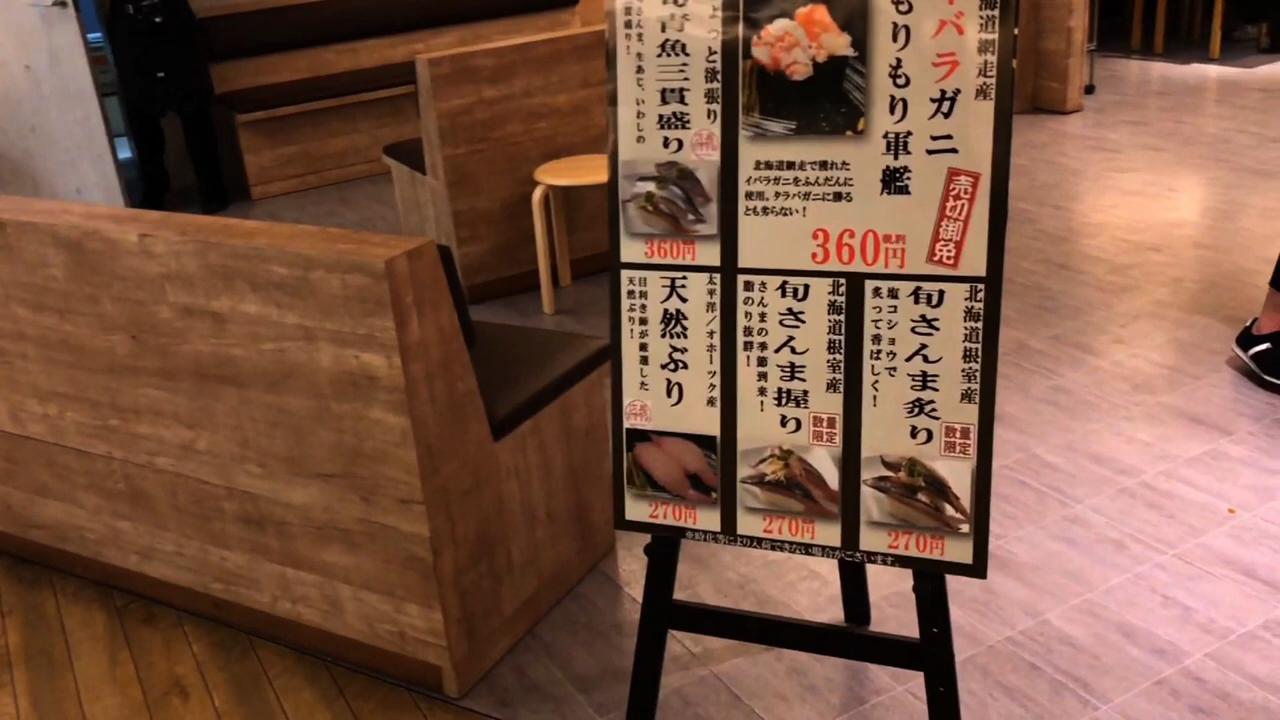 海道網走産
イバラガニ
もりもり軍艦
北海道網走で獲れた
イバラガニをふんだんに
使用。タラバガニに勝る
とも劣らない！
売切御免
360円
ょっと欲張り
旬青魚三貫盛り
さんま、生あじ、いわしの
三貫盛り！
360円
北海道根室産
旬さんま炙り
塩コショウで
炙って香ばしく！
数量
限定
270円
北海道根室産
旬さんま握り
さんまの季節到来！
脂のり抜群！
数量
限定
270円
太平洋／オホーツク産
天然ぶり
目利き師が厳選した
天然ぶり！
270円
※時化等により入荷できない場合がございます。